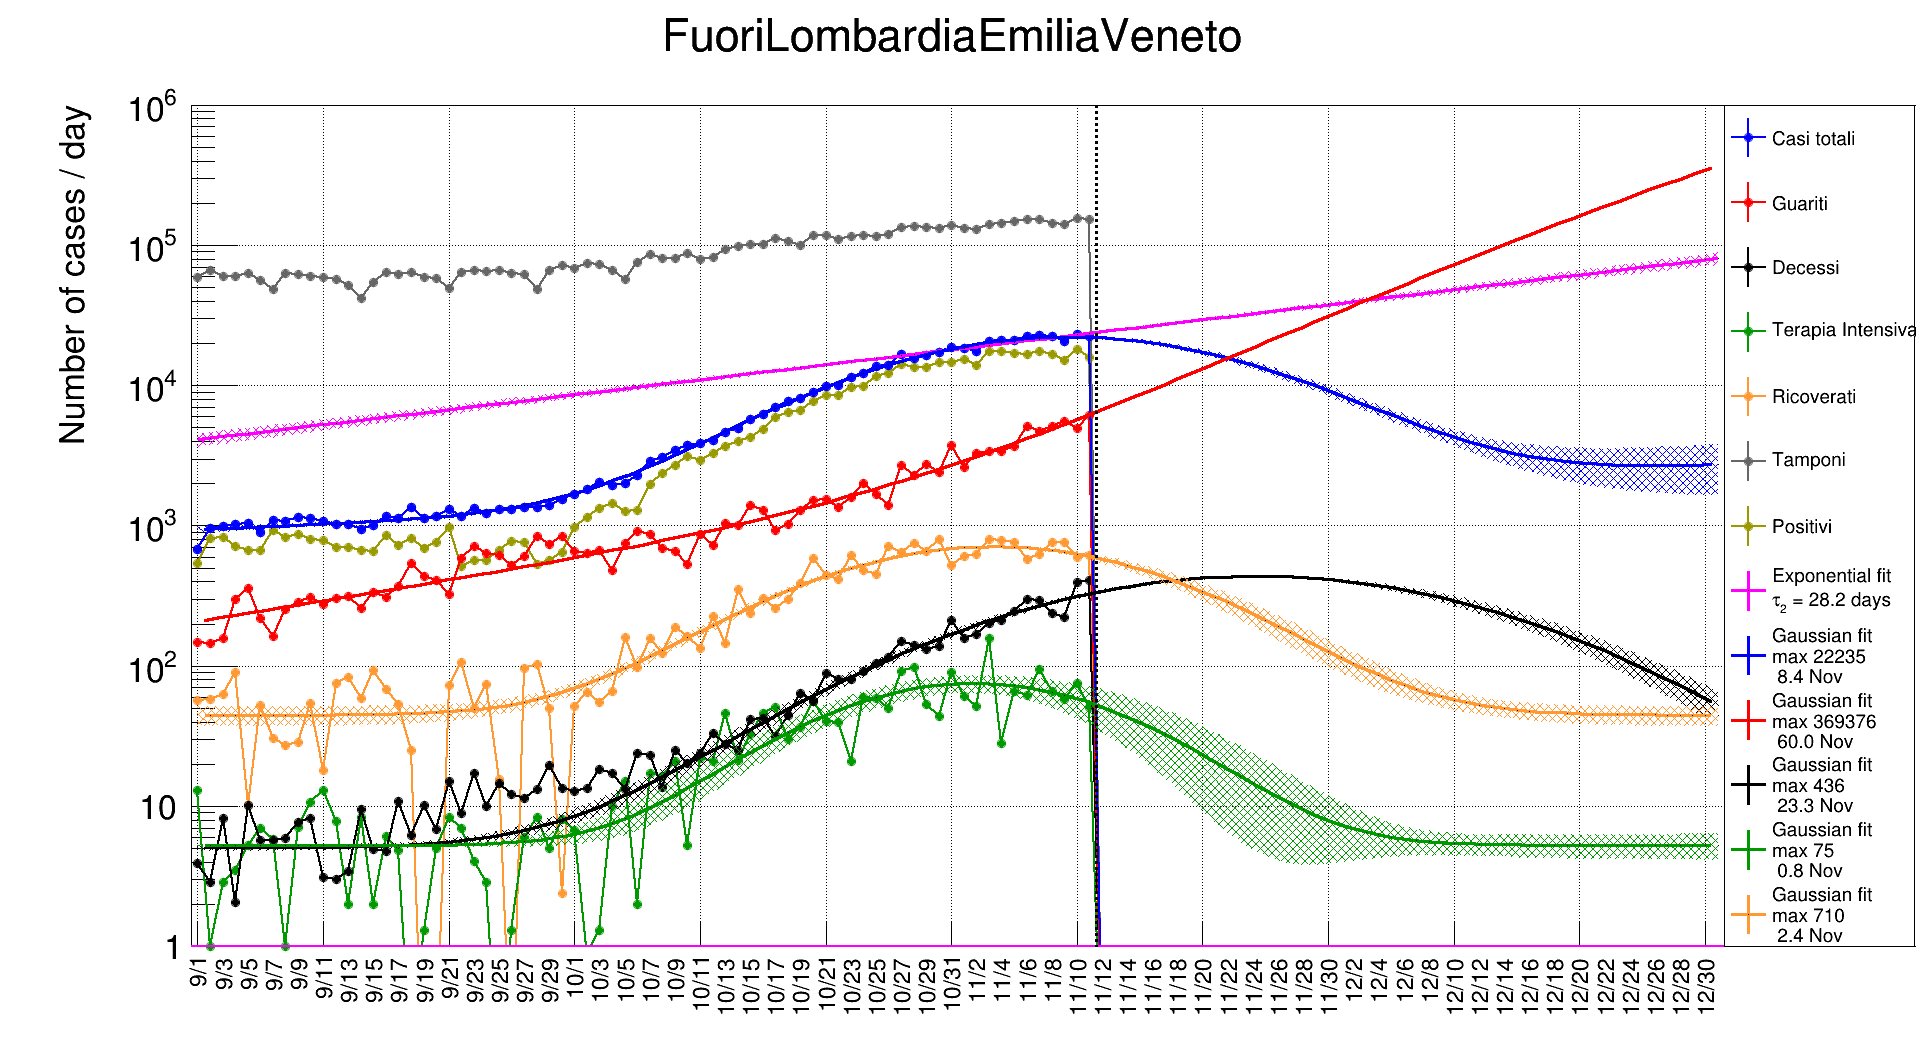 FuoriLombardiaEmiliaVeneto
Number of cases / day
10^6
10^5
10^4
10^3
10^2
10
1
9/1
9/3
9/5
9/7
9/9
9/11
9/13
9/15
9/17
9/19
9/21
9/23
9/25
9/27
9/29
10/1
10/3
10/5
10/7
10/9
10/11
10/13
10/15
10/17
10/19
10/21
10/23
10/25
10/27
10/29
10/31
11/2
11/4
11/6
11/8
11/10
11/12
11/14
11/16
11/18
11/20
11/22
11/24
11/26
11/28
11/30
12/2
12/4
12/6
12/8
12/10
12/12
12/14
12/16
12/18
12/20
12/22
12/24
12/26
12/28
12/30
Casi totali
Guariti
Decessi
Terapia Intensiva
Ricoverati
Tamponi
Positivi
Exponential fit
τ2 = 28.2 days
Gaussian fit
max 22235
8.4 Nov
Gaussian fit
max 369376
60.0 Nov
Gaussian fit
max 436
23.3 Nov
Gaussian fit
max 75
0.8 Nov
Gaussian fit
max 710
2.4 Nov